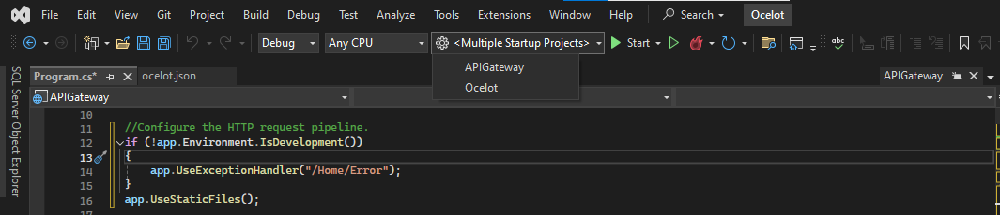 File Edit View Git Project Build Debug Test Analyze Tools Extensions Window Help Search Ocelot
Debug Any CPU <Multiple Startup Projects> Start abc
APIGateway
Ocelot
SQL Server Object Explorer
Program.cs* ocelot.json APIGateway
APIGateway
10
11 //Configure the HTTP request pipeline.
12 if (!app.Environment.IsDevelopment())
13 {
14 app.UseExceptionHandler("/Home/Error");
15 }
16 app.UseStaticFiles();
17